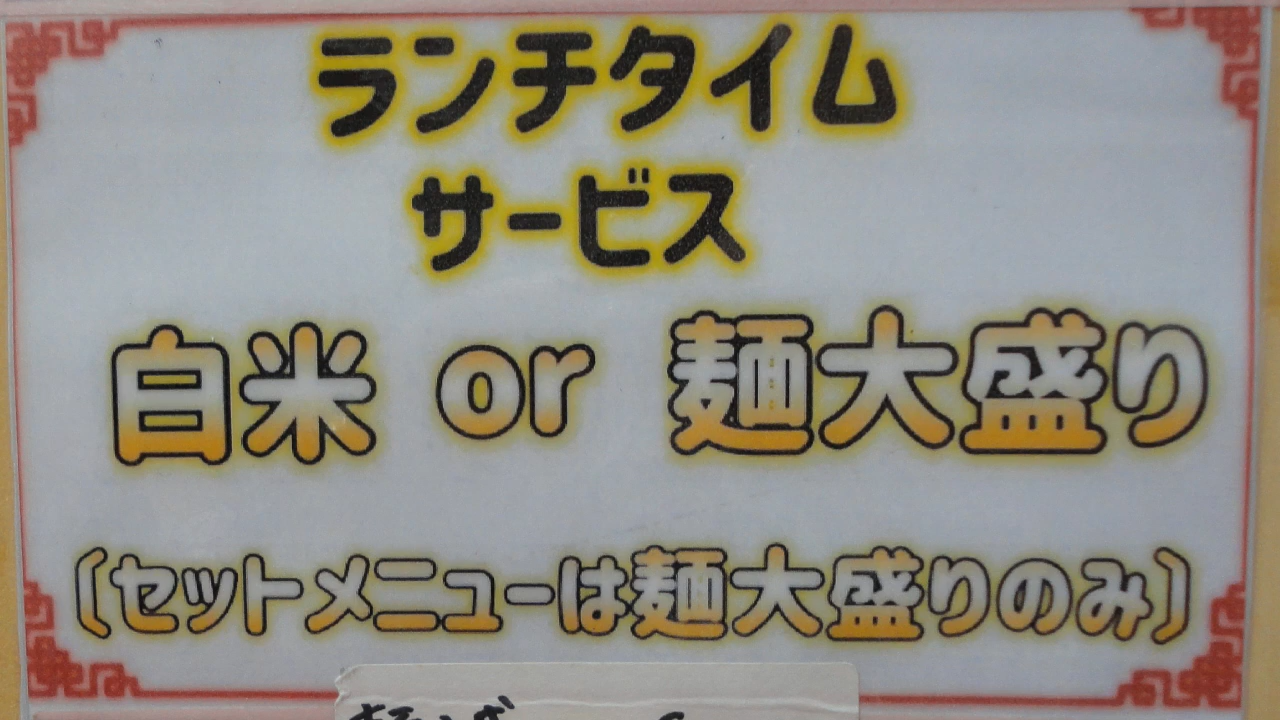 ランチタイム
サービス
白米 or 麺大盛り
(セットメニューは麺大盛りのみ)